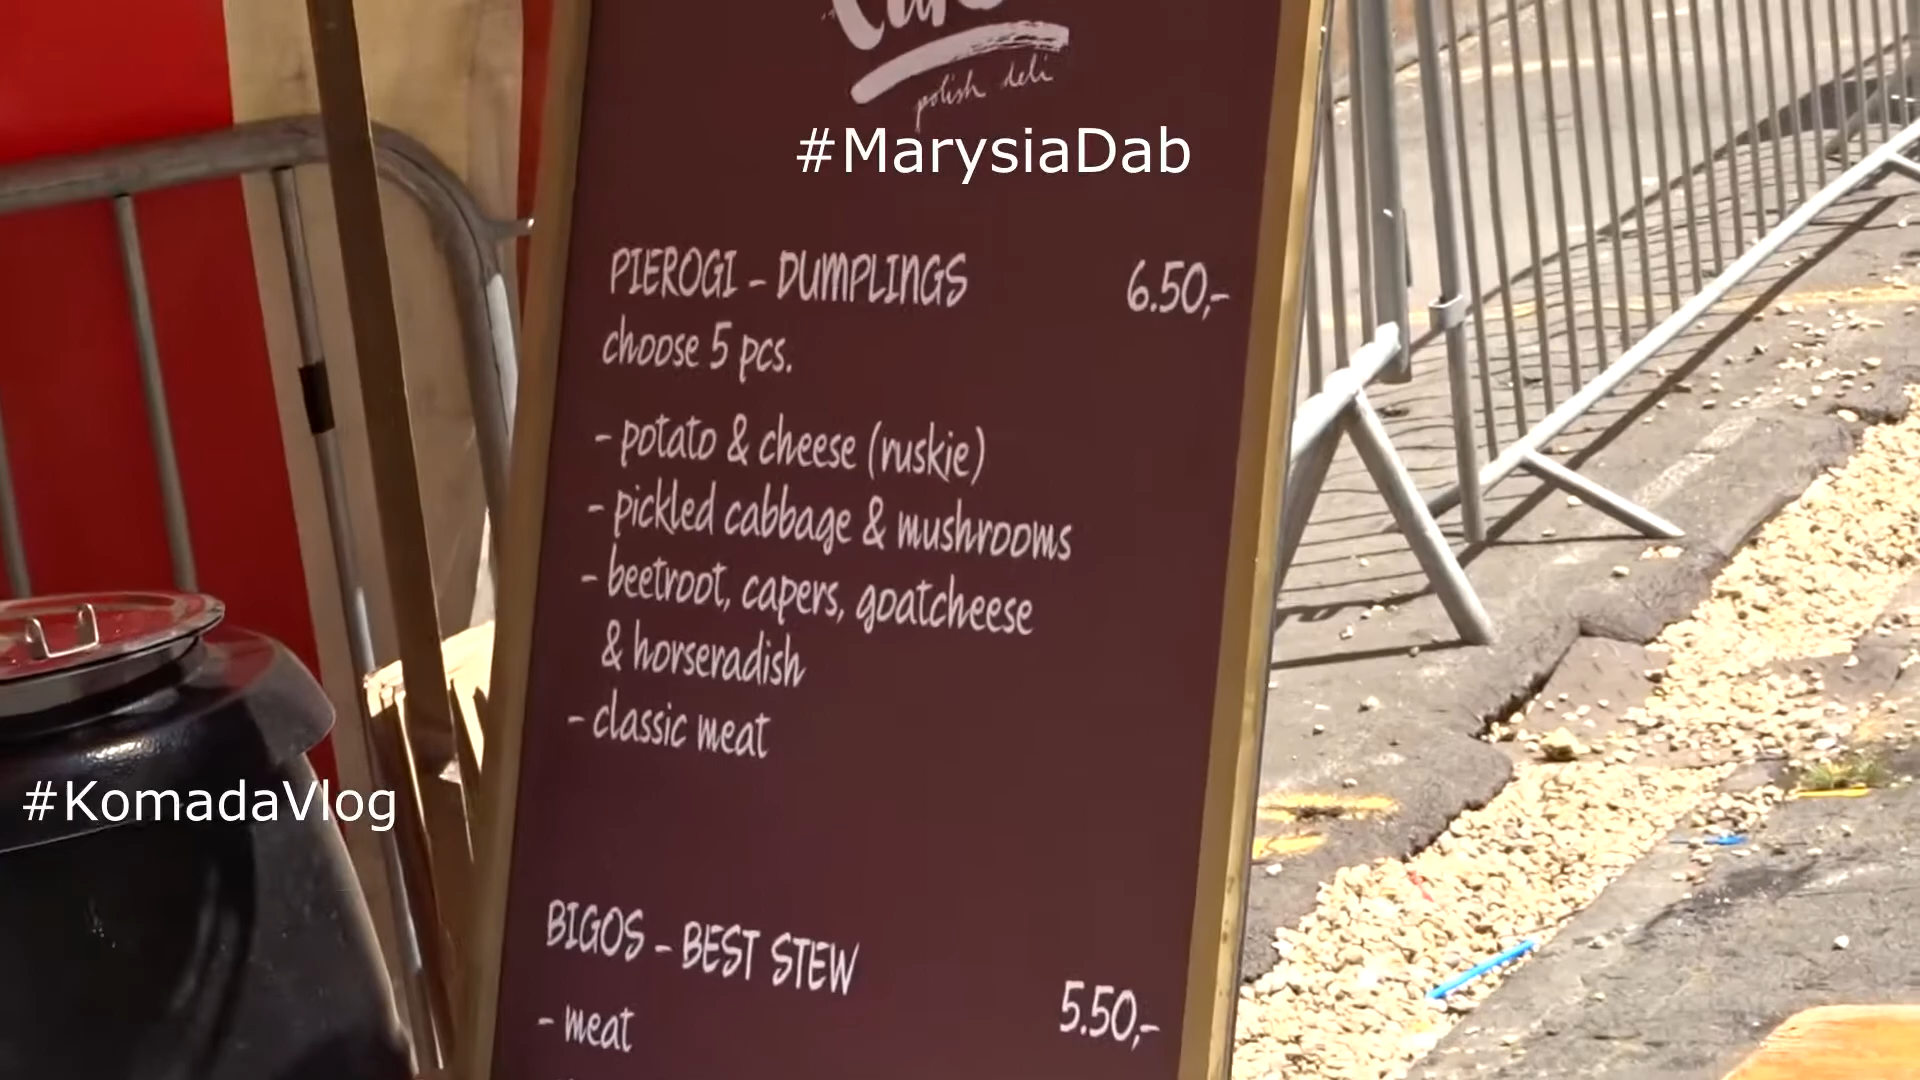 polish deli
#MarysiaDab
PIEROGI - DUMPLINGS 6.50,-
choose 5 pcs.
- potato & cheese (ruskie)
- pickled cabbage & mushrooms
- beetroot, capers, goatcheese
& horseradish
- classic meat
#KomadaVlog
BIGOS - BEST STEW
5.50,-
- meat